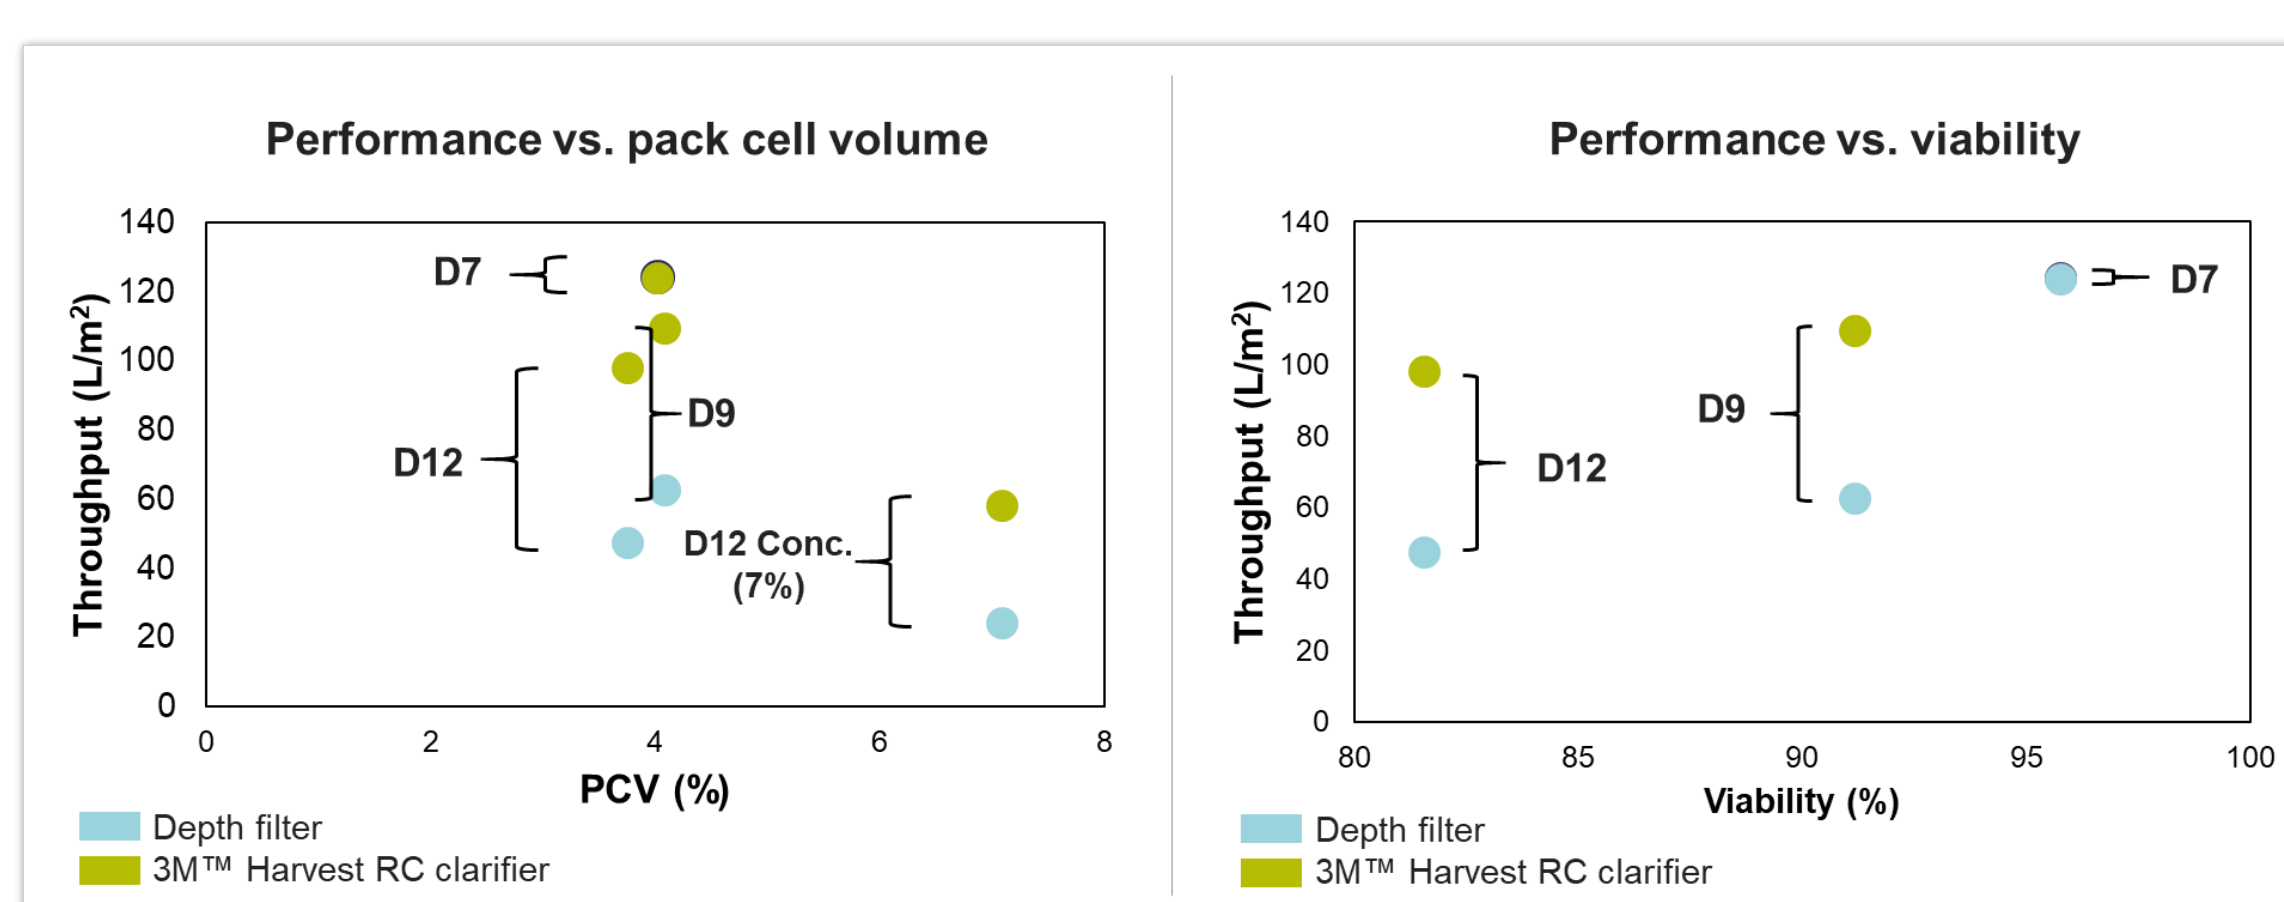 Performance vs. pack cell volume
140
120
100
80
60
40
20
0
Throughput (L/m²)
D7
D9
D12
D12 Conc.
(7%)
0 2 4 6 8
PCV (%)
Depth filter
3M™ Harvest RC clarifier
Performance vs. viability
140
120
100
80
60
40
20
0
Throughput (L/m²)
D7
D9
D12
80 85 90 95 100
Viability (%)
Depth filter
3M™ Harvest RC clarifier